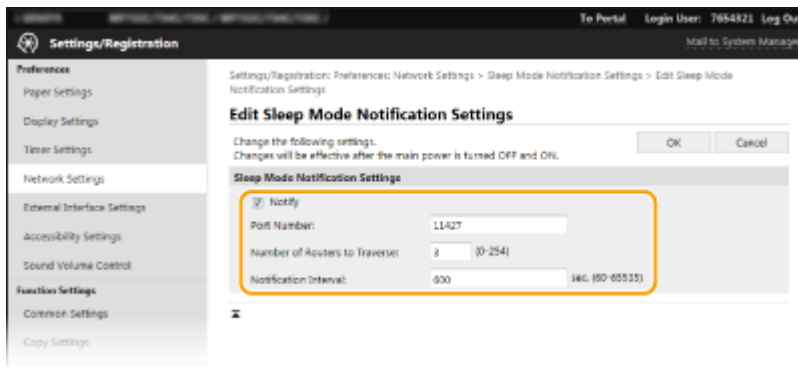 To Portal Login User: 7654321 Log Ou
Settings/Registration
Mail to System Manage
Preferences
Paper Settings
Display Settings
Timer Settings
Network Settings
External Interface Settings
Accessibility Settings
Sound Volume Control
Function Settings
Common Settings
Copy Settings
Settings/Registration: Preferences: Network Settings > Sleep Mode Notification Settings > Edit Sleep Mode
Notification Settings
Edit Sleep Mode Notification Settings
Change the following settings.
Changes will be effective after the main power is turned OFF and ON.
OK Cancel
Sleep Mode Notification Settings
Notify
Port Number: 11427
Number of Routers to Traverse: 3 (0-254)
Notification Interval: 600 sec. (60-65535)